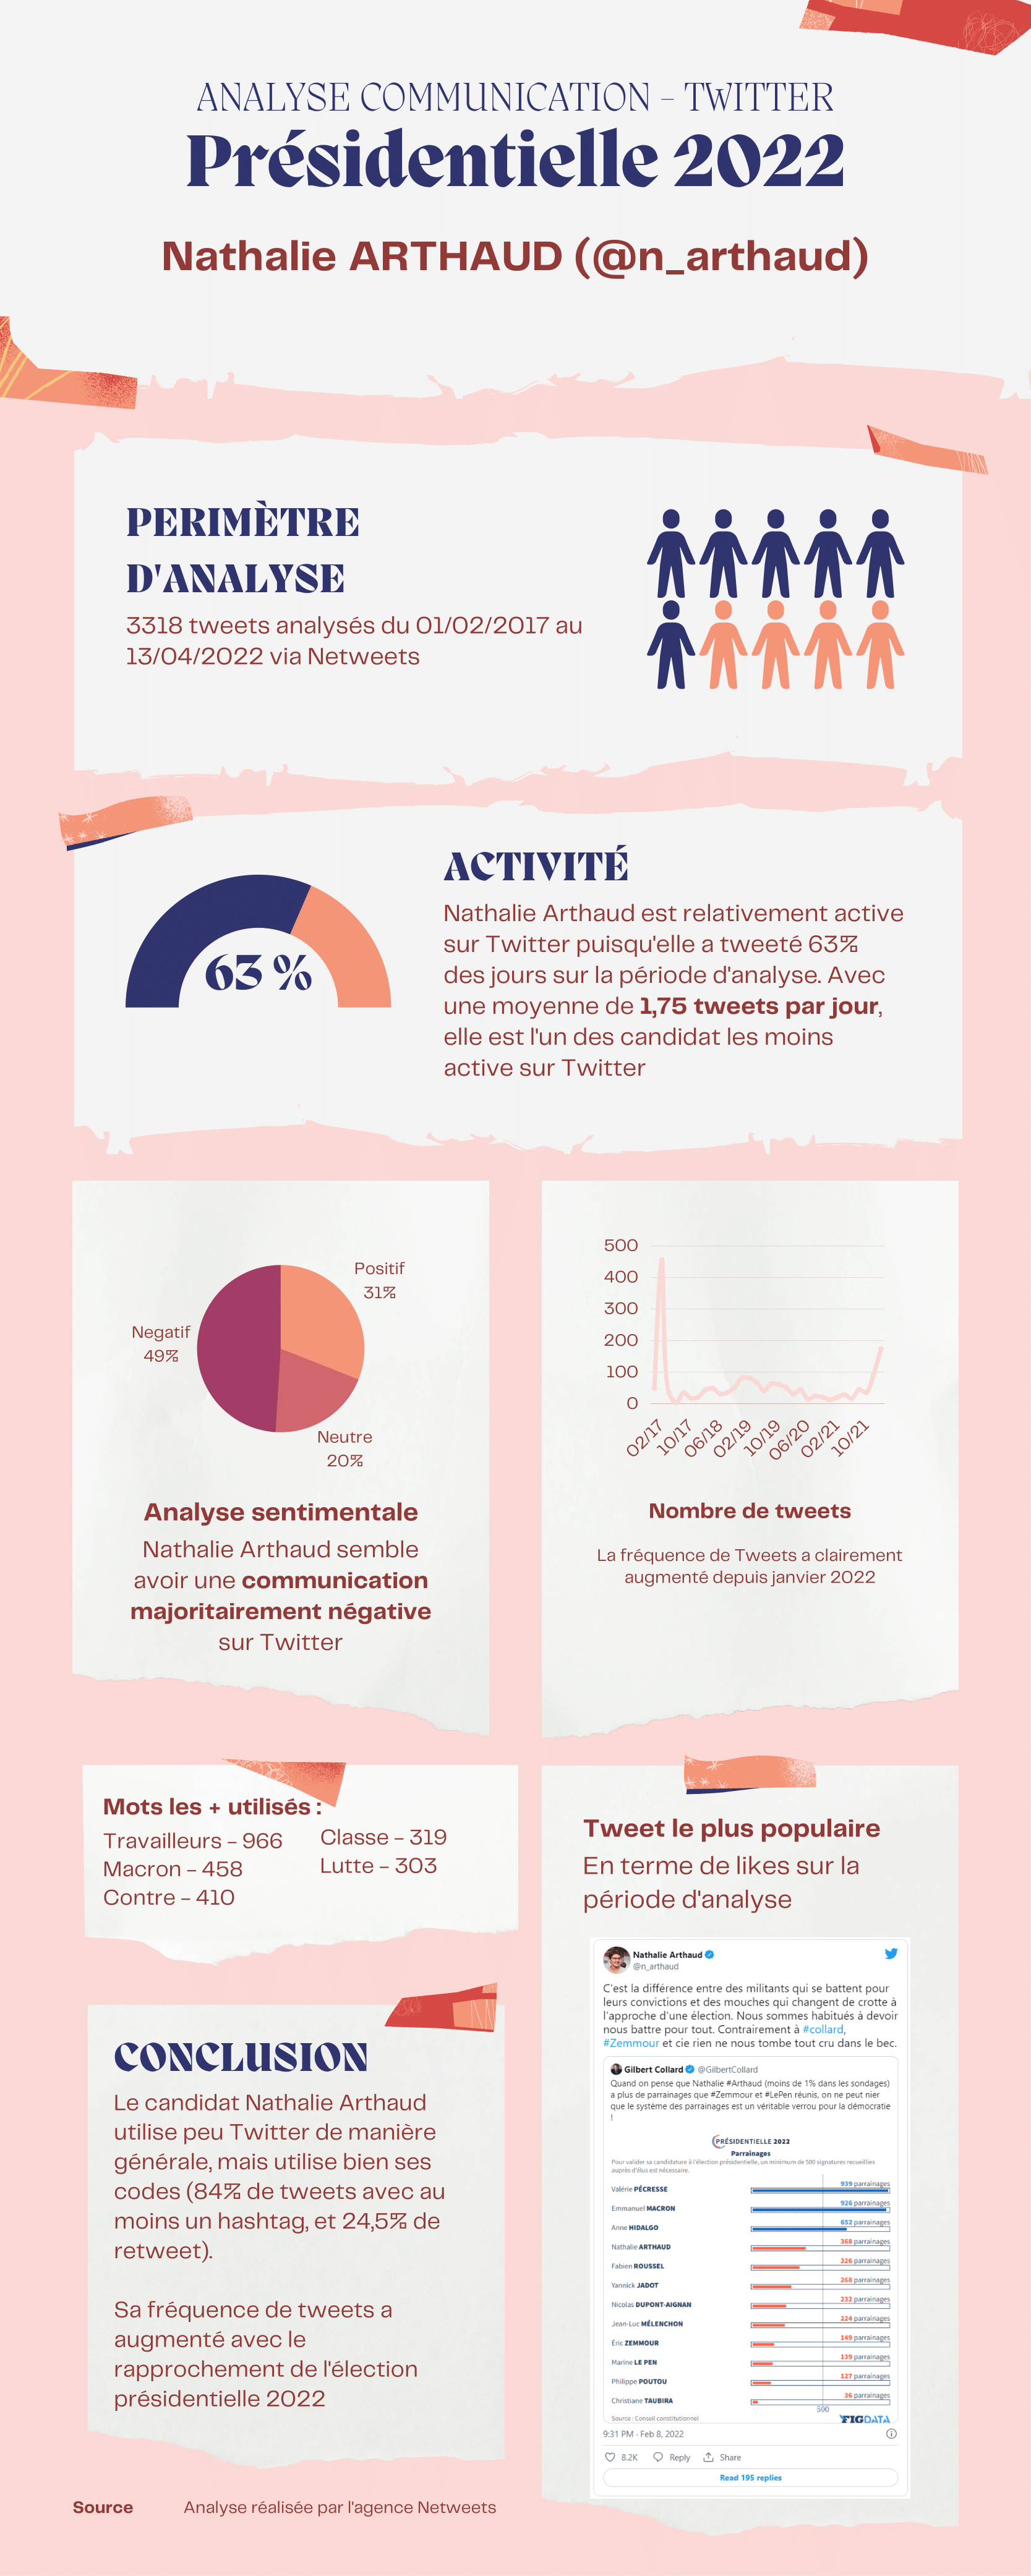 ANALYSE COMMUNICATION - TWITTER
Présidentielle 2022
Nathalie ARTHAUD (@n_arthaud)
PERIMÈTRE
D'ANALYSE
3318 tweets analysés du 01/02/2017 au
13/04/2022 via Netweets
63 %
ACTIVITÉ
Nathalie Arthaud est relativement active
sur Twitter puisqu'elle a tweeté 63%
des jours sur la période d'analyse. Avec
une moyenne de 1,75 tweets par jour,
elle est l'un des candidat les moins
active sur Twitter
Positif
31%
Negatif
49%
Neutre
20%
Analyse sentimentale
Nathalie Arthaud semble
avoir une communication
majoritairement négative
sur Twitter
500
400
300
200
100
0
02/17
10/17
06/18
02/19
10/19
06/20
02/21
10/21
Nombre de tweets
La fréquence de Tweets a clairement
augmenté depuis janvier 2022
Mots les + utilisés :
Travailleurs - 966
Macron - 458
Contre - 410
Classe - 319
Lutte - 303
Tweet le plus populaire
En terme de likes sur la
période d'analyse
Nathalie Arthaud
@n_arthaud
C'est la différence entre des militants qui se battent pour
leurs convictions et des mouches qui changent de crotte à
l'approche d'une élection. Nous sommes habitués à devoir
nous battre pour tout. Contrairement à #collard,
#Zemmour et cie rien ne nous tombe tout cru dans le bec.
Gilbert Collard @GilbertCollard
Quand on pense que Nathalie #Arthaud (moins de 1% dans les sondages)
a plus de parrainages que #Zemmour et #LePen réunis, on ne peut nier
que le système des parrainages est un véritable verrou pour la démocratie
!
PRÉSIDENTIELLE 2022
Parrainages
Pour valider sa candidature à l'élection présidentielle, un minimum de 500 signatures recueillies
auprès d'élus est nécessaire.
Valérie PÉCRESSE 939 parrainages
Emmanuel MACRON 926 parrainages
Anne HIDALGO 652 parrainages
Nathalie ARTHAUD 368 parrainages
Fabien ROUSSEL 326 parrainages
Yannick JADOT 268 parrainages
Nicolas DUPONT-AIGNAN 232 parrainages
Jean-Luc MÉLENCHON 224 parrainages
Éric ZEMMOUR 149 parrainages
Marine LE PEN 139 parrainages
Philippe POUTOU 127 parrainages
Christiane TAUBIRA 36 parrainages
500
Source : Conseil constitutionnel
FIGDATA
9:31 PM · Feb 8, 2022
8.2K Reply Share
Read 195 replies
CONCLUSION
Le candidat Nathalie Arthaud
utilise peu Twitter de manière
générale, mais utilise bien ses
codes (84% de tweets avec au
moins un hashtag, et 24,5% de
retweet).
Sa fréquence de tweets a
augmenté avec le
rapprochement de l'élection
présidentielle 2022
Source Analyse réalisée par l'agence Netweets